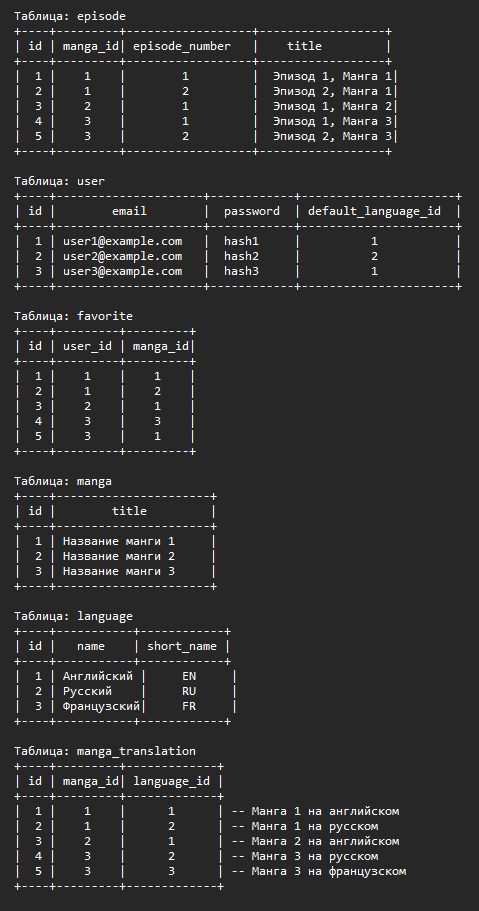 Таблица: episode
+----+---------+------------------+-----------------+
| id | manga_id| episode_number   |    title         |
+----+---------+------------------+-----------------+
|  1 |    1    |        1         |  Эпизод 1, Манга 1|
|  2 |    1    |        2         |  Эпизод 2, Манга 1|
|  3 |    2    |        1         |  Эпизод 1, Манга 2|
|  4 |    3    |        1         |  Эпизод 1, Манга 3|
|  5 |    3    |        2         |  Эпизод 2, Манга 3|
+----+---------+------------------+-----------------+
Таблица: user
+----+--------------------+-----------+---------------------+
| id |       email        |  password | default_language_id  |
+----+--------------------+-----------+---------------------+
|  1 | user1@example.com  |  hash1    |          1           |
|  2 | user2@example.com  |  hash2    |          2           |
|  3 | user3@example.com  |  hash3    |          1           |
+----+--------------------+-----------+---------------------+
Таблица: favorite
+----+---------+---------+
| id | user_id | manga_id|
+----+---------+---------+
|  1 |    1    |    1    |
|  2 |    1    |    2    |
|  3 |    2    |    1    |
|  4 |    3    |    3    |
|  5 |    3    |    1    |
+----+---------+---------+
Таблица: manga
+----+---------------------+
| id |       title         |
+----+---------------------+
|  1 | Название манги 1     |
|  2 | Название манги 2     |
|  3 | Название манги 3     |
+----+---------------------+
Таблица: language
+----+-----------+------------+
| id |   name    | short_name |
+----+-----------+------------+
|  1 | Английский |     EN      |
|  2 | Русский    |     RU      |
|  3 | Французский|     FR      |
+----+-----------+------------+
Таблица: manga_translation
+----+---------+-------------+
| id | manga_id| language_id |
+----+---------+-------------+
|  1 |    1    |      1      | -- Манга 1 на английском
|  2 |    1    |      2      | -- Манга 1 на русском
|  3 |    2    |      1      | -- Манга 2 на английском
|  4 |    3    |      2      | -- Манга 3 на русском
|  5 |    3    |      3      | -- Манга 3 на французском
+----+---------+-------------+